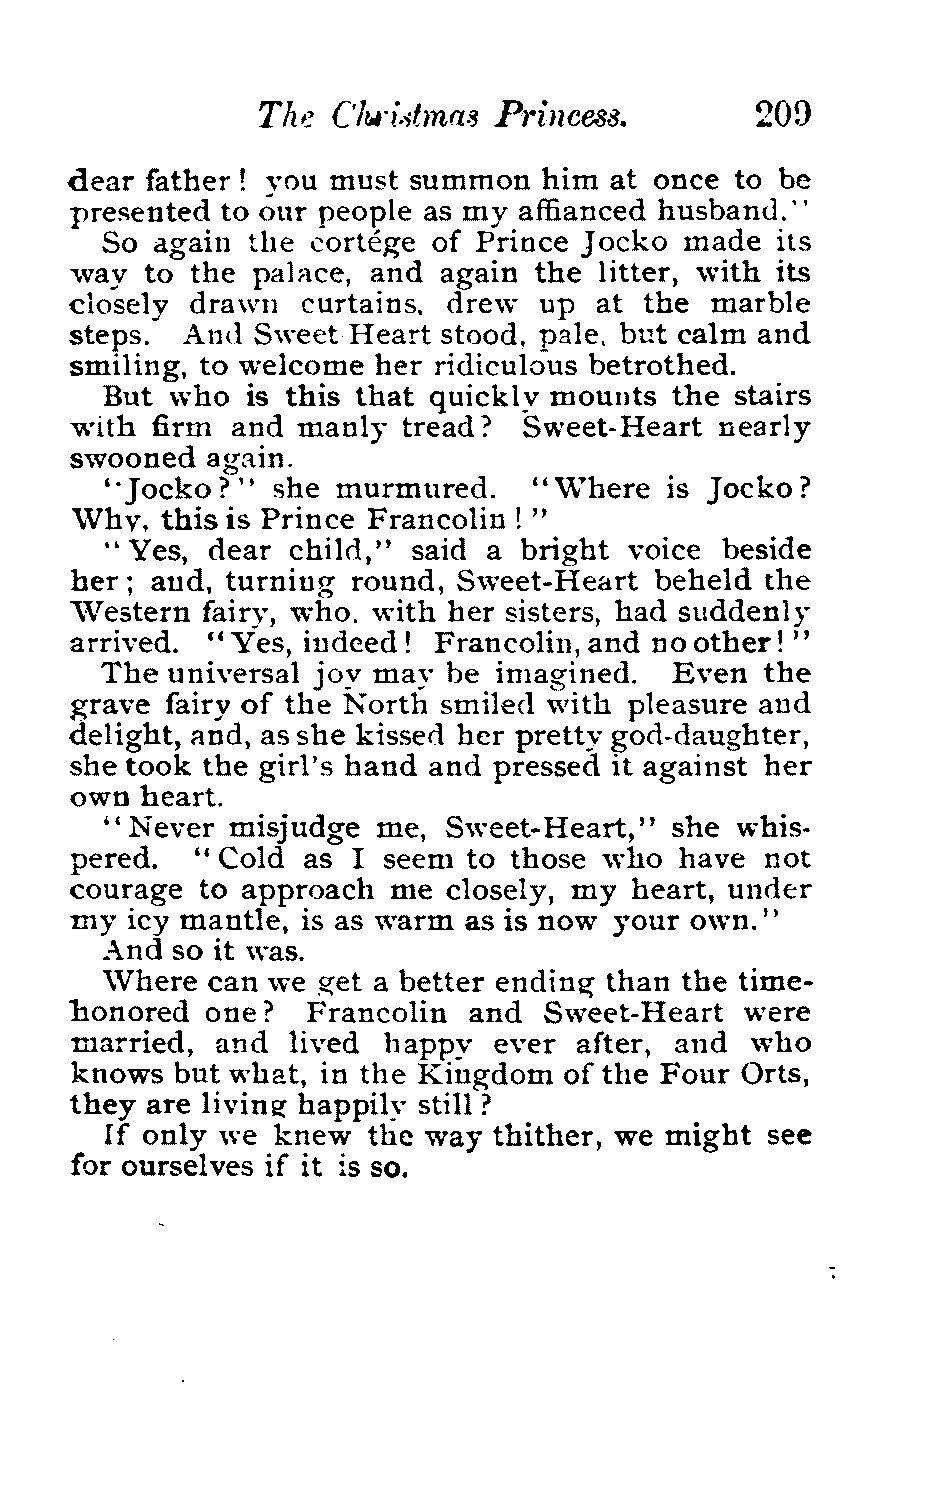 The Christmas Princess. 209
dear father! you must summon him at once to be
presented to our people as my affianced husband."
So again the cortége of Prince Jocko made its
way to the palace, and again the litter, with its
closely drawn curtains, drew up at the marble
steps. And Sweet Heart stood, pale, but calm and
smiling, to welcome her ridiculous betrothed.
But who is this that quickly mounts the stairs
with firm and manly tread? Sweet-Heart nearly
swooned again.
"Jocko?" she murmured. "Where is Jocko?
Why, this is Prince Francolin!"
"Yes, dear child," said a bright voice beside
her; and, turning round, Sweet-Heart beheld the
Western fairy, who, with her sisters, had suddenly
arrived. "Yes, indeed! Francolin, and no other!"
The universal joy may be imagined. Even the
grave fairy of the North smiled with pleasure and
delight, and, as she kissed her pretty god-daughter,
she took the girl's hand and pressed it against her
own heart.
"Never misjudge me, Sweet-Heart," she whis-
pered. "Cold as I seem to those who have not
courage to approach me closely, my heart, under
my icy mantle, is as warm as is now your own."
And so it was.
Where can we get a better ending than the time-
honored one? Francolin and Sweet-Heart were
married, and lived happy ever after, and who
knows but what, in the Kingdom of the Four Orts,
they are living happily still?
If only we knew the way thither, we might see
for ourselves if it is so.